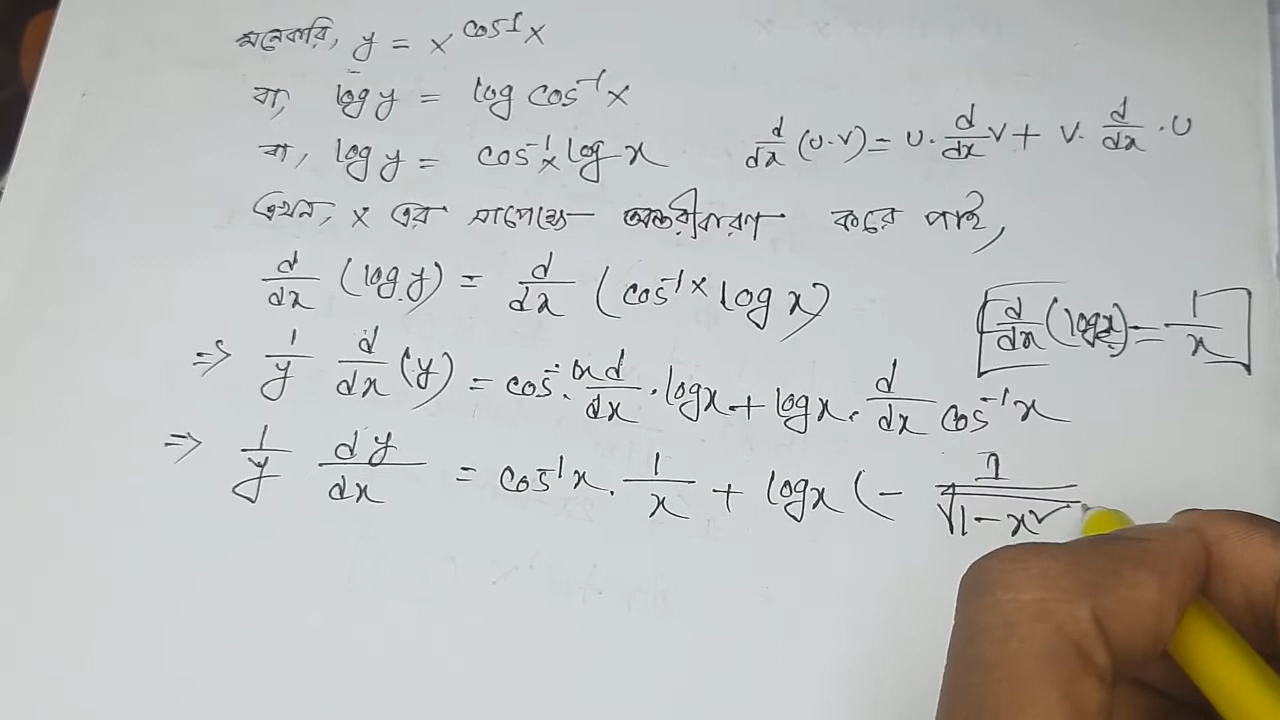 মনেকরি, y = x^cos⁻¹x
বা, log y = log cos⁻¹x
বা, log y = cos⁻¹x log x
d/dx (u.v) = u. d/dx v + v. d/dx . u
এখন, x এর সাপেক্ষে অন্তরীকরণ করে পাই,
d/dx (log y) = d/dx (cos⁻¹x log x)
d/dx (log x) = 1/x
⇒ 1/y d/dx (y) = cos⁻¹x . d/dx . log x + log x . d/dx cos⁻¹x
⇒ 1/y dy/dx = cos⁻¹x . 1/x + log x (- 1/√(1-x²)